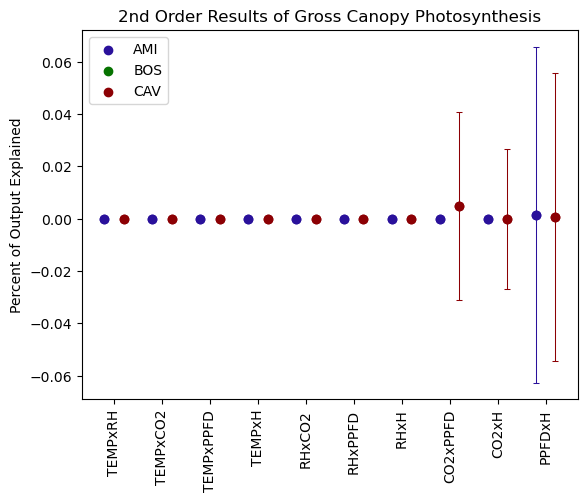 2nd Order Results of Gross Canopy Photosynthesis
AMI
BOS
CAV
Percent of Output Explained
0.06
0.04
0.02
0.00
−0.02
−0.04
−0.06
TEMPxRH
TEMPxCO2
TEMPxPPFD
TEMPxH
RHxCO2
RHxPPFD
RHxH
CO2xPPFD
CO2xH
PPFDxH